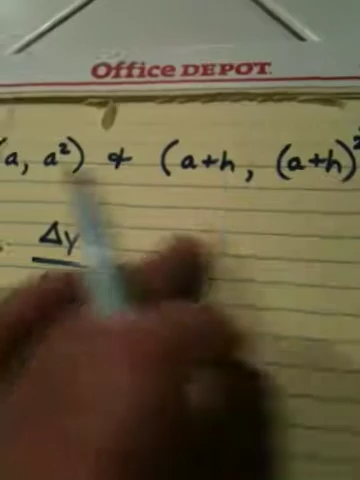 Office DEPOT
(a, a²) & (a+h, (a+h)²
Δy